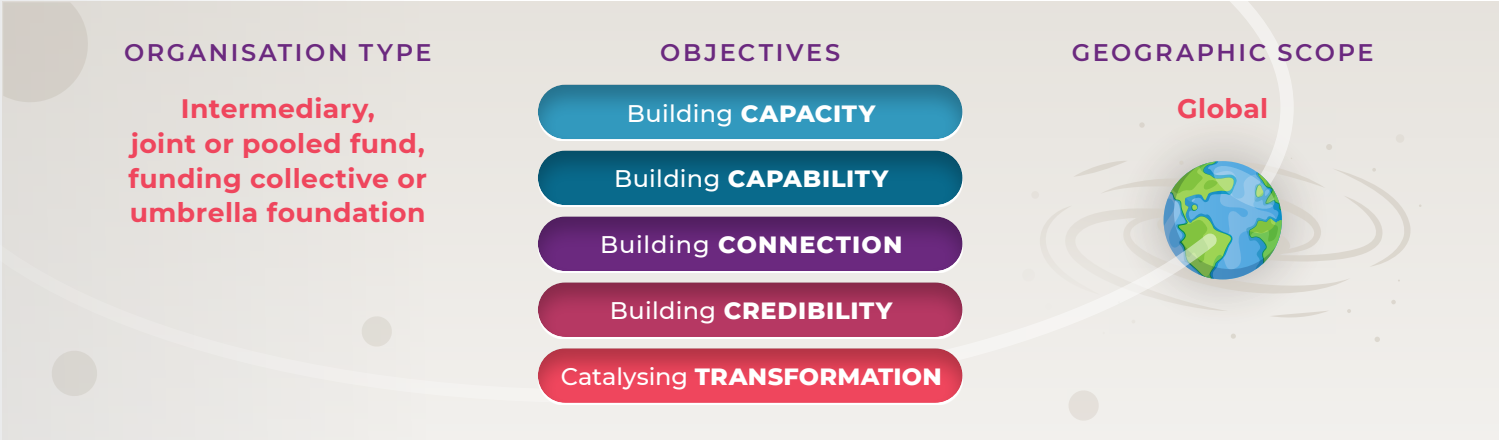 ORGANISATION TYPE
Intermediary,
joint or pooled fund,
funding collective or
umbrella foundation
OBJECTIVES
Building CAPACITY
Building CAPABILITY
Building CONNECTION
Building CREDIBILITY
Catalysing TRANSFORMATION
GEOGRAPHIC SCOPE
Global